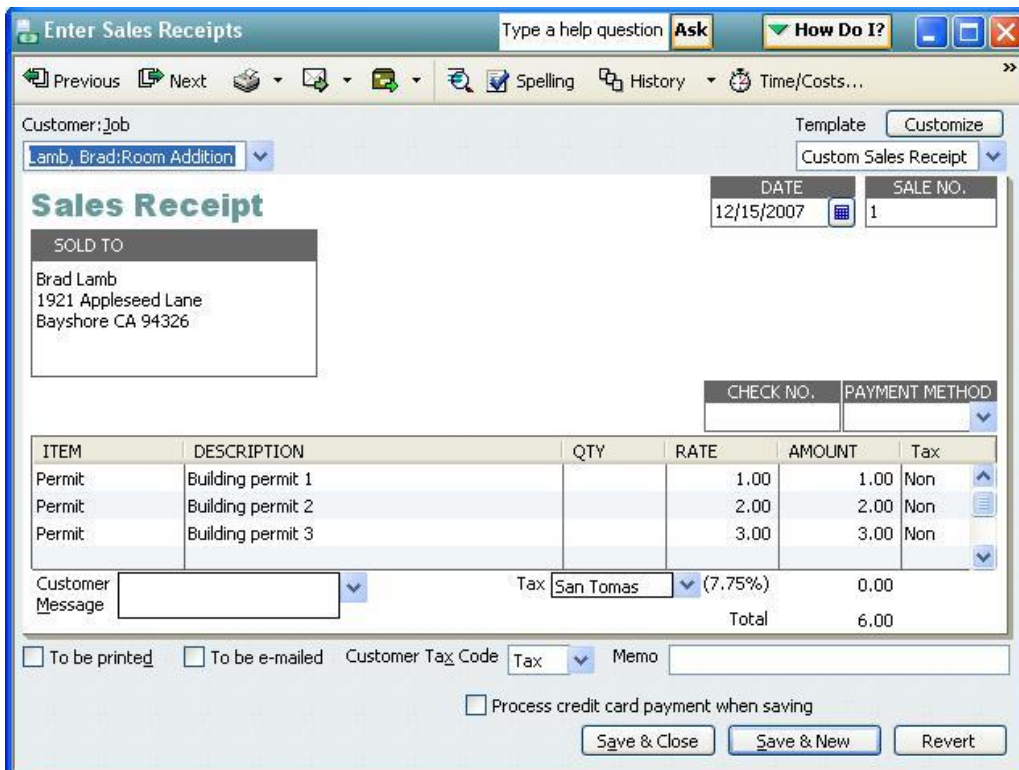 Enter Sales Receipts Type a help question Ask How Do I?
Previous Next Spelling History Time/Costs... »
Customer:Job Template Customize
Lamb, Brad:Room Addition Custom Sales Receipt
Sales Receipt DATE SALE NO.
12/15/2007 1
SOLD TO
Brad Lamb
1921 Appleseed Lane
Bayshore CA 94326
CHECK NO. PAYMENT METHOD
ITEM DESCRIPTION QTY RATE AMOUNT Tax
Permit Building permit 1 1.00 1.00 Non
Permit Building permit 2 2.00 2.00 Non
Permit Building permit 3 3.00 3.00 Non
Customer Message Tax San Tomas (7.75%) 0.00
Total 6.00
To be printed To be e-mailed Customer Tax Code Tax Memo
Process credit card payment when saving
Save & Close Save & New Revert